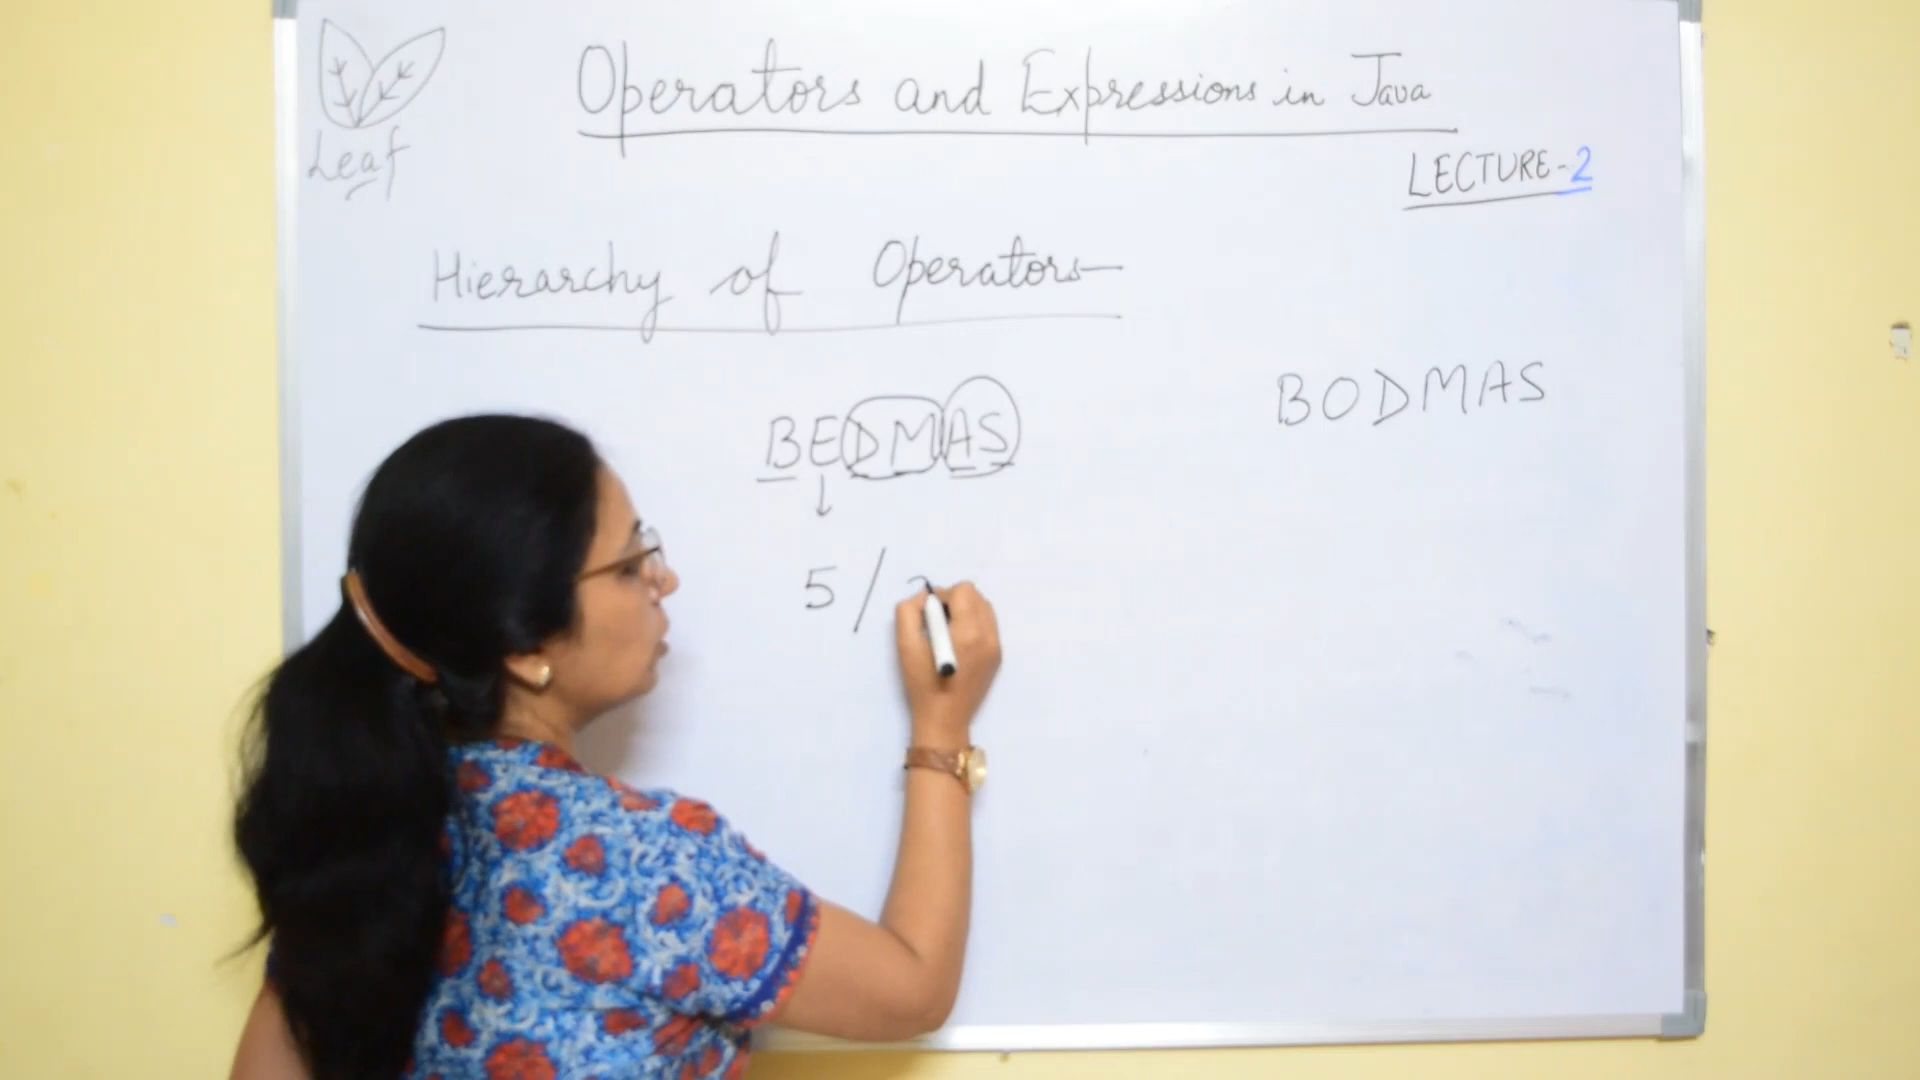 Leaf
Operators and Expressions in Java
LECTURE-2
Hierarchy of Operators-
BEDMAS
BODMAS
5 /